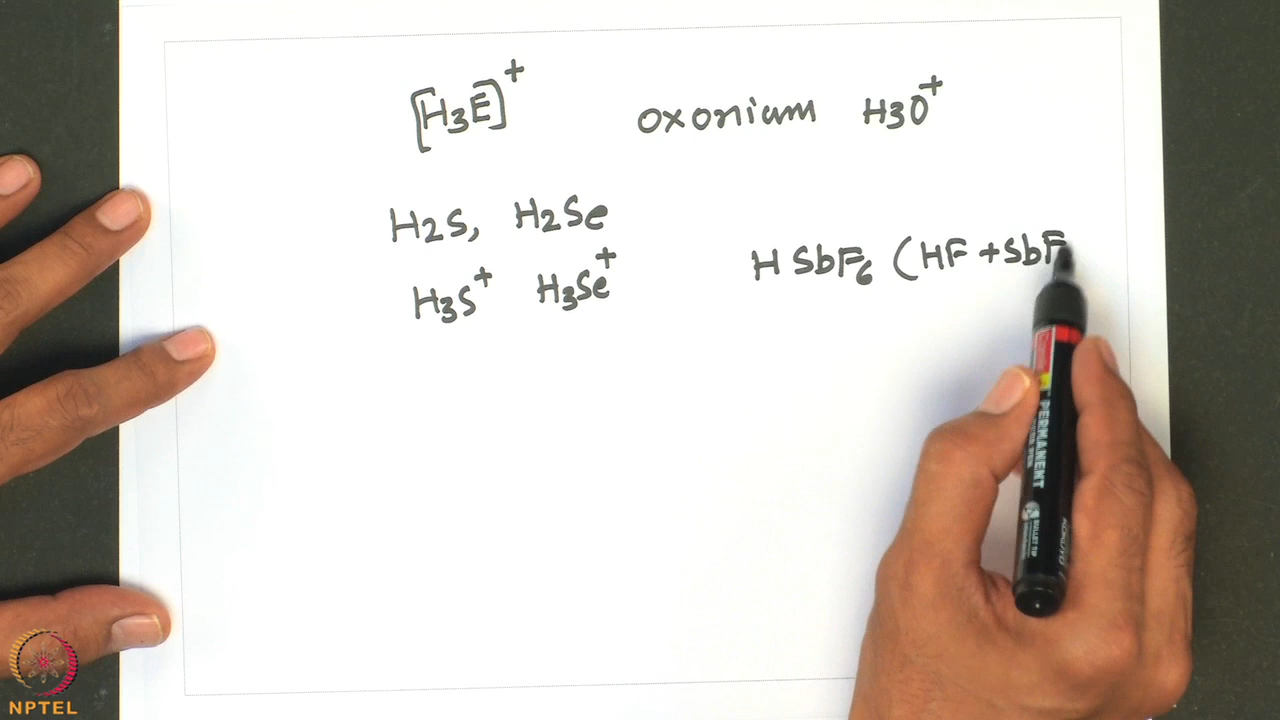 [H3E]+ oxonium H3O+
H2S, H2Se
H3S+ H3Se+ HSbF6 (HF + SbF
PERMANENT
NPTEL